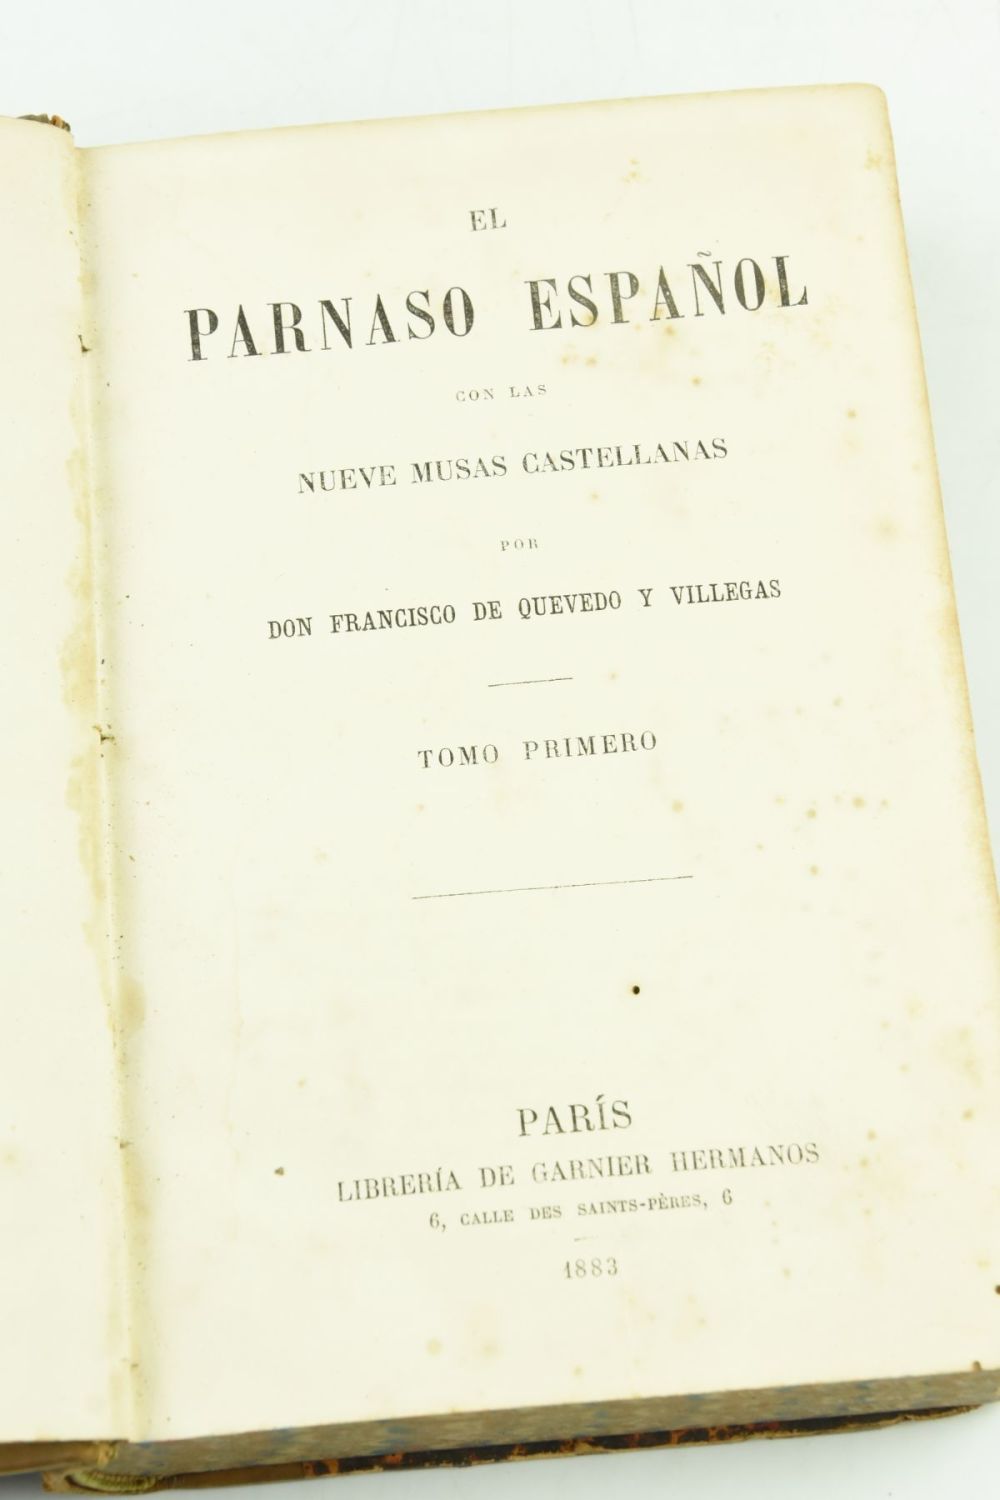 EL
PARNASO ESPAÑOL
CON LAS
NUEVE MUSAS CASTELLANAS
POR
DON FRANCISCO DE QUEVEDO Y VILLEGAS
TOMO PRIMERO
PARÍS
LIBRERÍA DE GARNIER HERMANOS
6, CALLE DES SAINTS-PÈRES, 6
1883